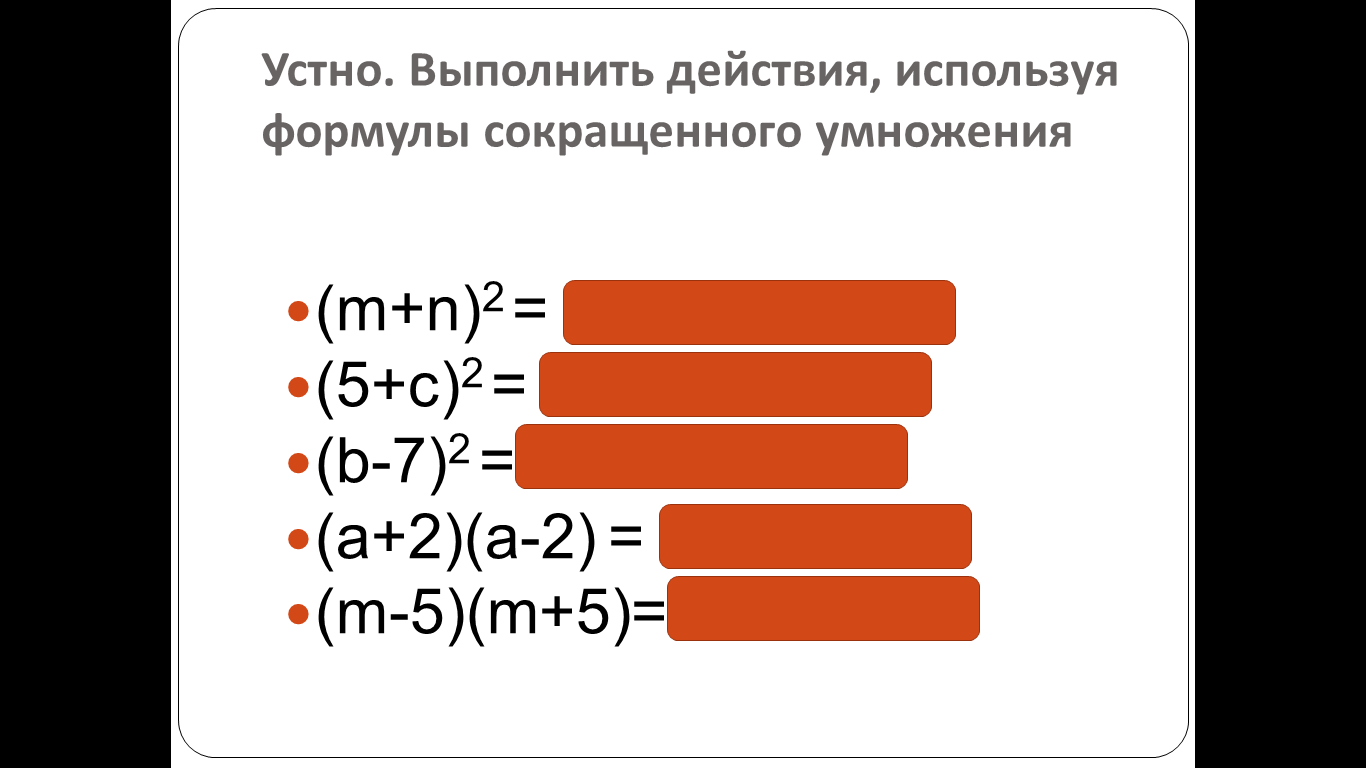 Устно. Выполнить действия, используя
формулы сокращенного умножения
•(m+n)² =
•(5+c)² =
•(b-7)² =
•(a+2)(a-2) =
•(m-5)(m+5)=